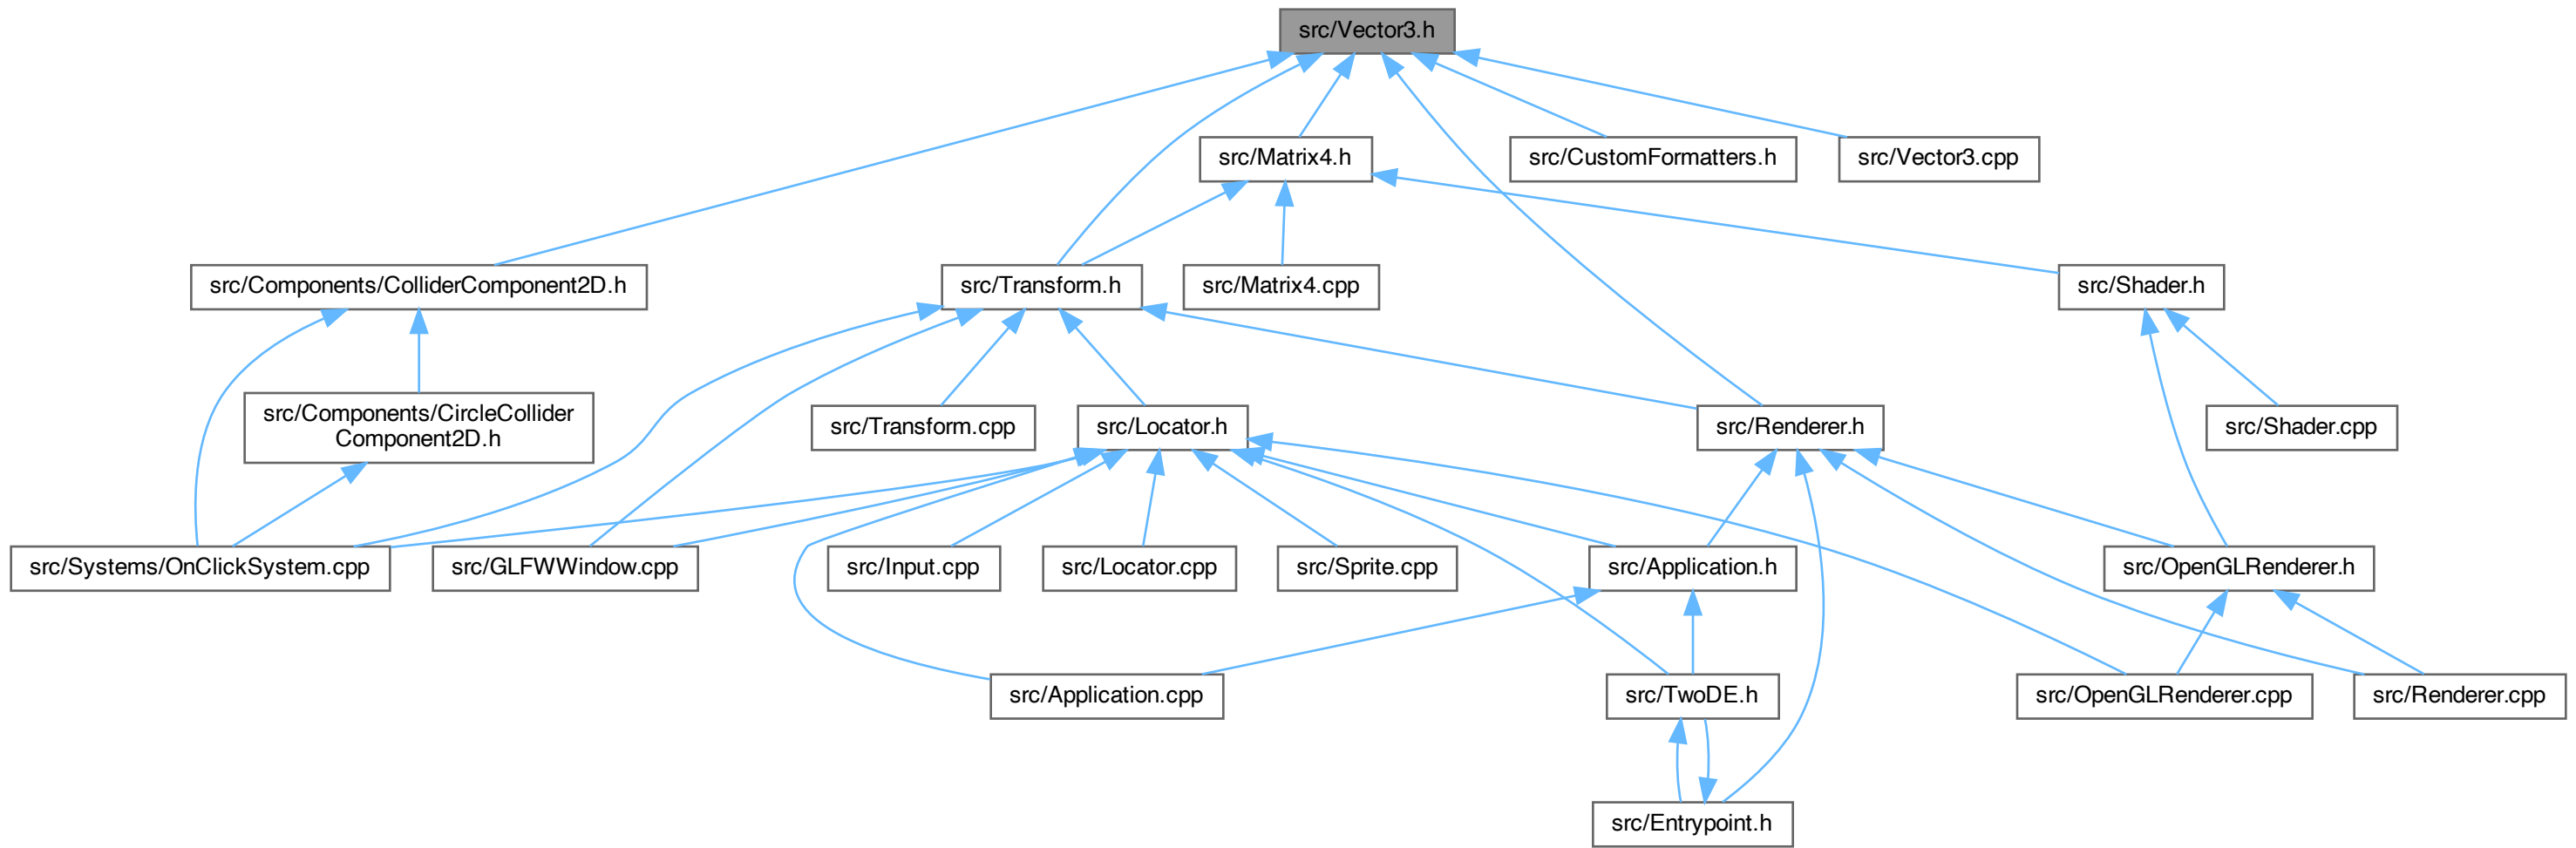 src/Vector3.h
src/Matrix4.h
src/CustomFormatters.h
src/Vector3.cpp
src/Components/ColliderComponent2D.h
src/Transform.h
src/Matrix4.cpp
src/Shader.h
src/Components/CircleCollider
Component2D.h
src/Transform.cpp
src/Locator.h
src/Renderer.h
src/Shader.cpp
src/Systems/OnClickSystem.cpp
src/GLFWWindow.cpp
src/Input.cpp
src/Locator.cpp
src/Sprite.cpp
src/Application.h
src/OpenGLRenderer.h
src/Application.cpp
src/TwoDE.h
src/OpenGLRenderer.cpp
src/Renderer.cpp
src/Entrypoint.h